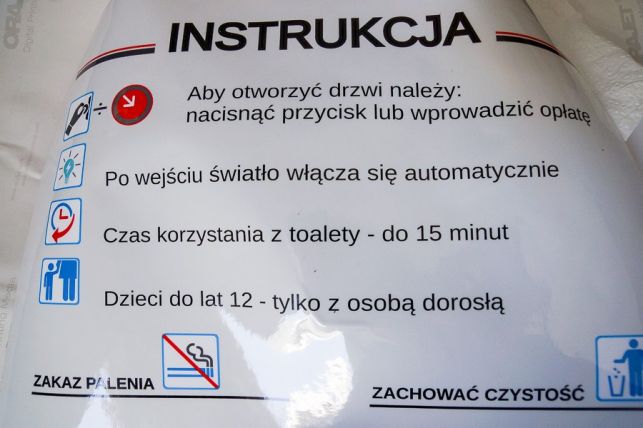 INSTRUKCJA
Aby otworzyć drzwi należy:
nacisnąć przycisk lub wprowadzić opłatę
Po wejściu światło włącza się automatycznie
Czas korzystania z toalety - do 15 minut
Dzieci do lat 12 - tylko z osobą dorosłą
ZAKAZ PALENIA
ZACHOWAĆ CZYSTOŚĆ